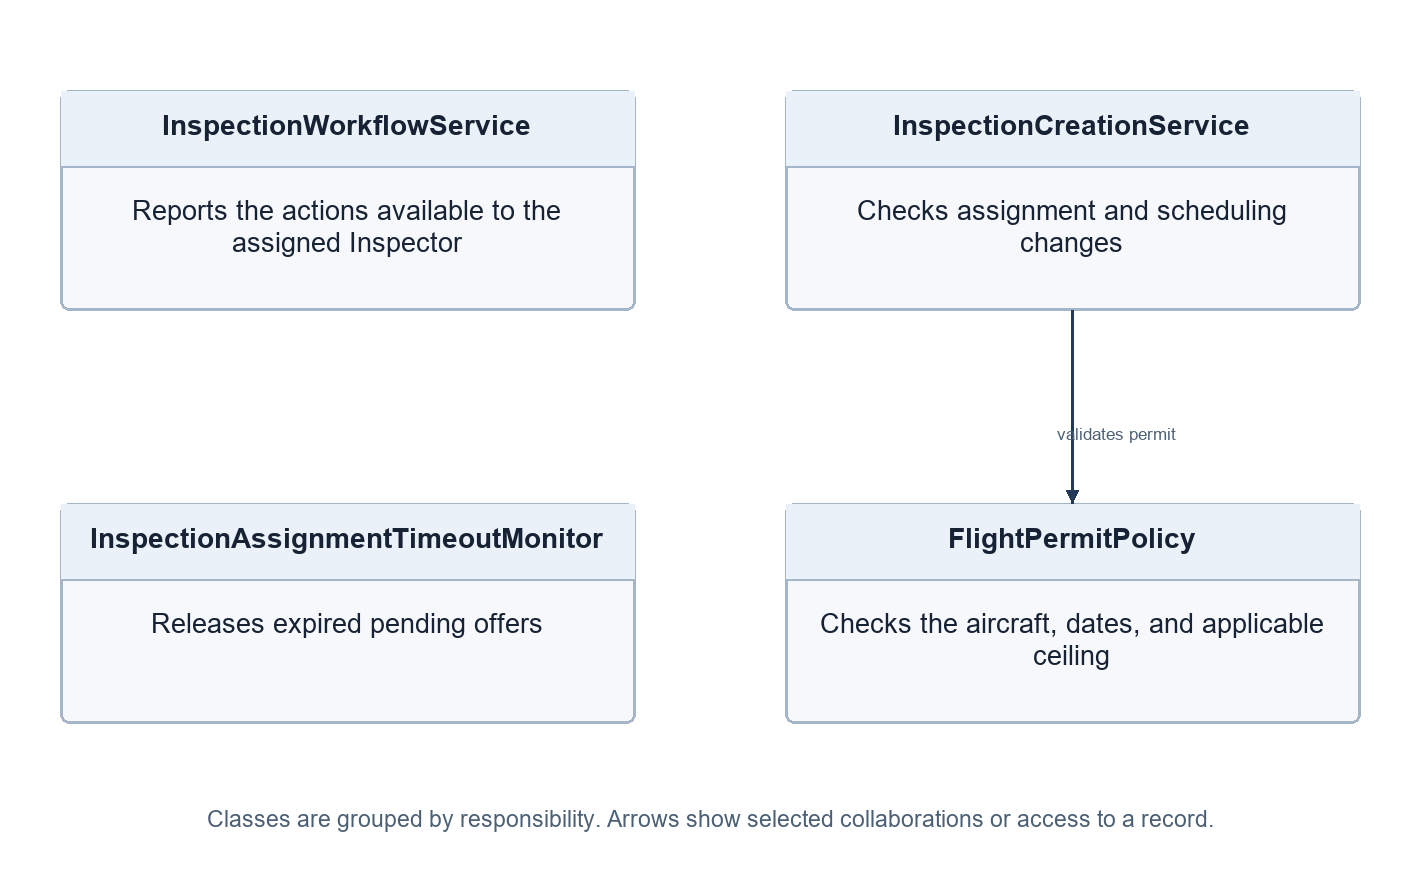 InspectionWorkflowService
Reports the actions available to the
assigned Inspector
InspectionCreationService
Checks assignment and scheduling
changes
validates permit
InspectionAssignmentTimeoutMonitor
Releases expired pending offers
FlightPermitPolicy
Checks the aircraft, dates, and applicable
ceiling
Classes are grouped by responsibility. Arrows show selected collaborations or access to a record.